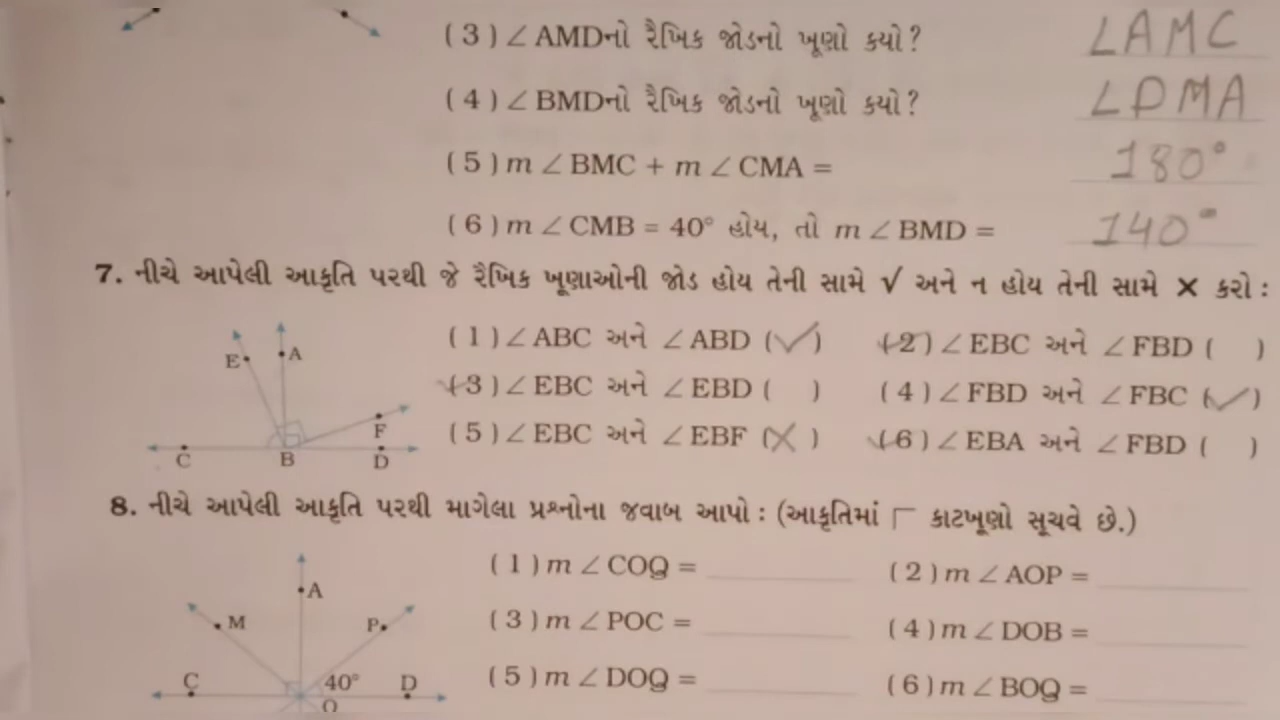 ( 3 ) ∠ AMDનો રૈખિક જોડનો ખૂણો કયો ? ∠AMC
( 4 ) ∠ BMDનો રૈખિક જોડનો ખૂણો કયો ? ∠DMA
( 5 ) m ∠ BMC + m ∠ CMA = 180°
( 6 ) m ∠ CMB = 40° હોય, તો m ∠ BMD = 140°
7. નીચે આપેલી આકૃતિ પરથી જે રૈખિક ખૂણાઓની જોડ હોય તેની સામે √ અને ન હોય તેની સામે × કરો :
E A F C B D
( 1 ) ∠ ABC અને ∠ ABD ( ✓ ) ( 2 ) ∠ EBC અને ∠ FBD ( )
( 3 ) ∠ EBC અને ∠ EBD ( ) ( 4 ) ∠ FBD અને ∠ FBC ( ✓ )
( 5 ) ∠ EBC અને ∠ EBF ( × ) ( 6 ) ∠ EBA અને ∠ FBD ( )
8. નીચે આપેલી આકૃતિ પરથી માગેલા પ્રશ્નોના જવાબ આપો : (આકૃતિમાં ┌ કાટખૂણો સૂચવે છે.)
A M P C 40° D O
( 1 ) m ∠ COQ = ( 2 ) m ∠ AOP =
( 3 ) m ∠ POC = ( 4 ) m ∠ DOB =
( 5 ) m ∠ DOQ = ( 6 ) m ∠ BOQ =